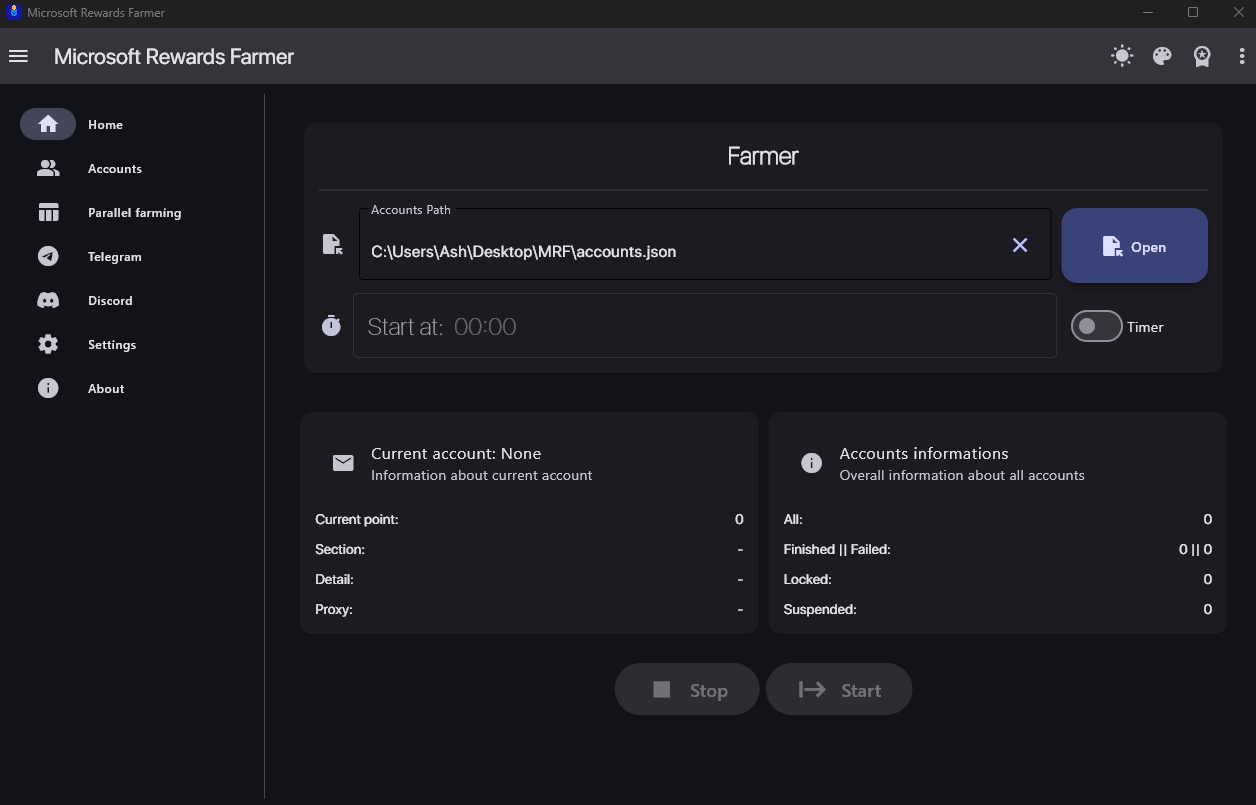 Microsoft Rewards Farmer
Microsoft Rewards Farmer
Home
Accounts
Parallel farming
Telegram
Discord
Settings
About
Farmer
Accounts Path
C:\Users\Ash\Desktop\MRF\accounts.json
Open
Start at: 00:00
Timer
Current account: None
Information about current account
Current point: 0
Section: -
Detail: -
Proxy: -
Accounts informations
Overall information about all accounts
All: 0
Finished || Failed: 0 || 0
Locked: 0
Suspended: 0
Stop
Start